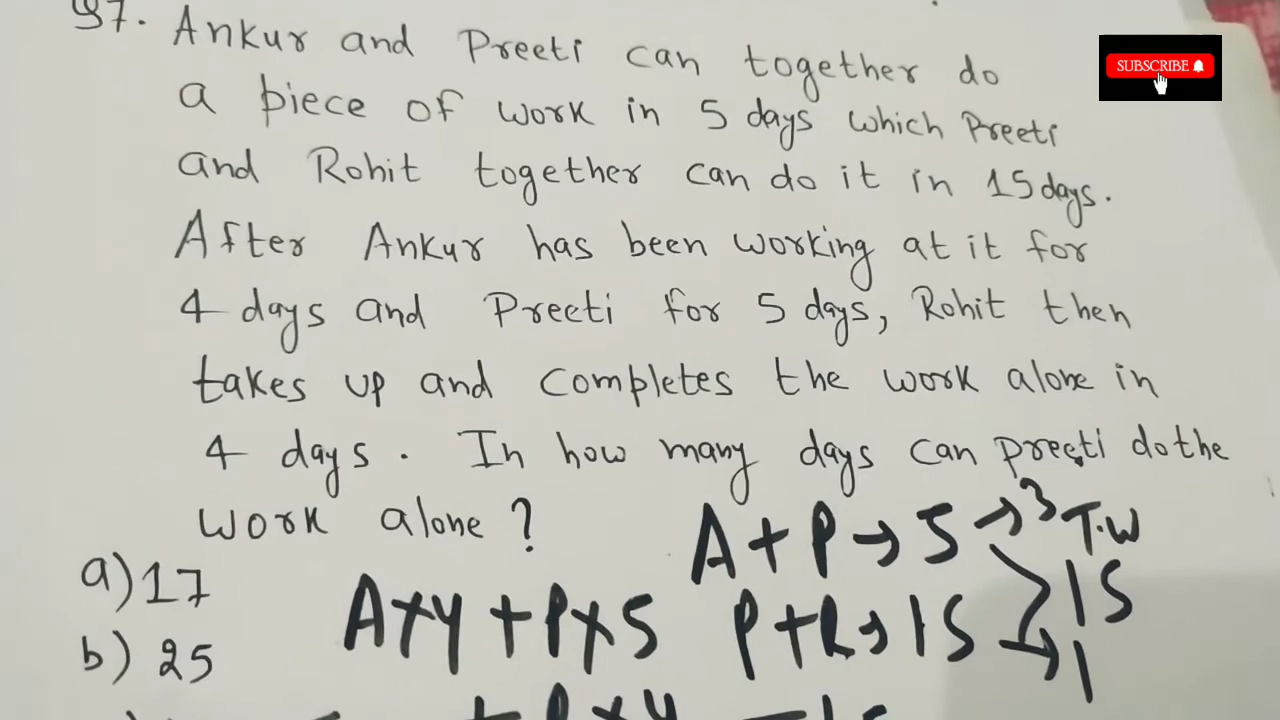 97. Ankur and Preeti can together do
a piece of work in 5 days which Preeti
and Rohit together can do it in 15 days.
After Ankur has been working at it for
4 days and Preeti for 5 days, Rohit then
takes up and completes the work alone in
4 days. In how many days can preeti do the
work alone?
a) 17
b) 25
A + P → 5 → 3 T.W
P + R → 15 → 1 15
A×4 + P×5
SUBSCRIBE